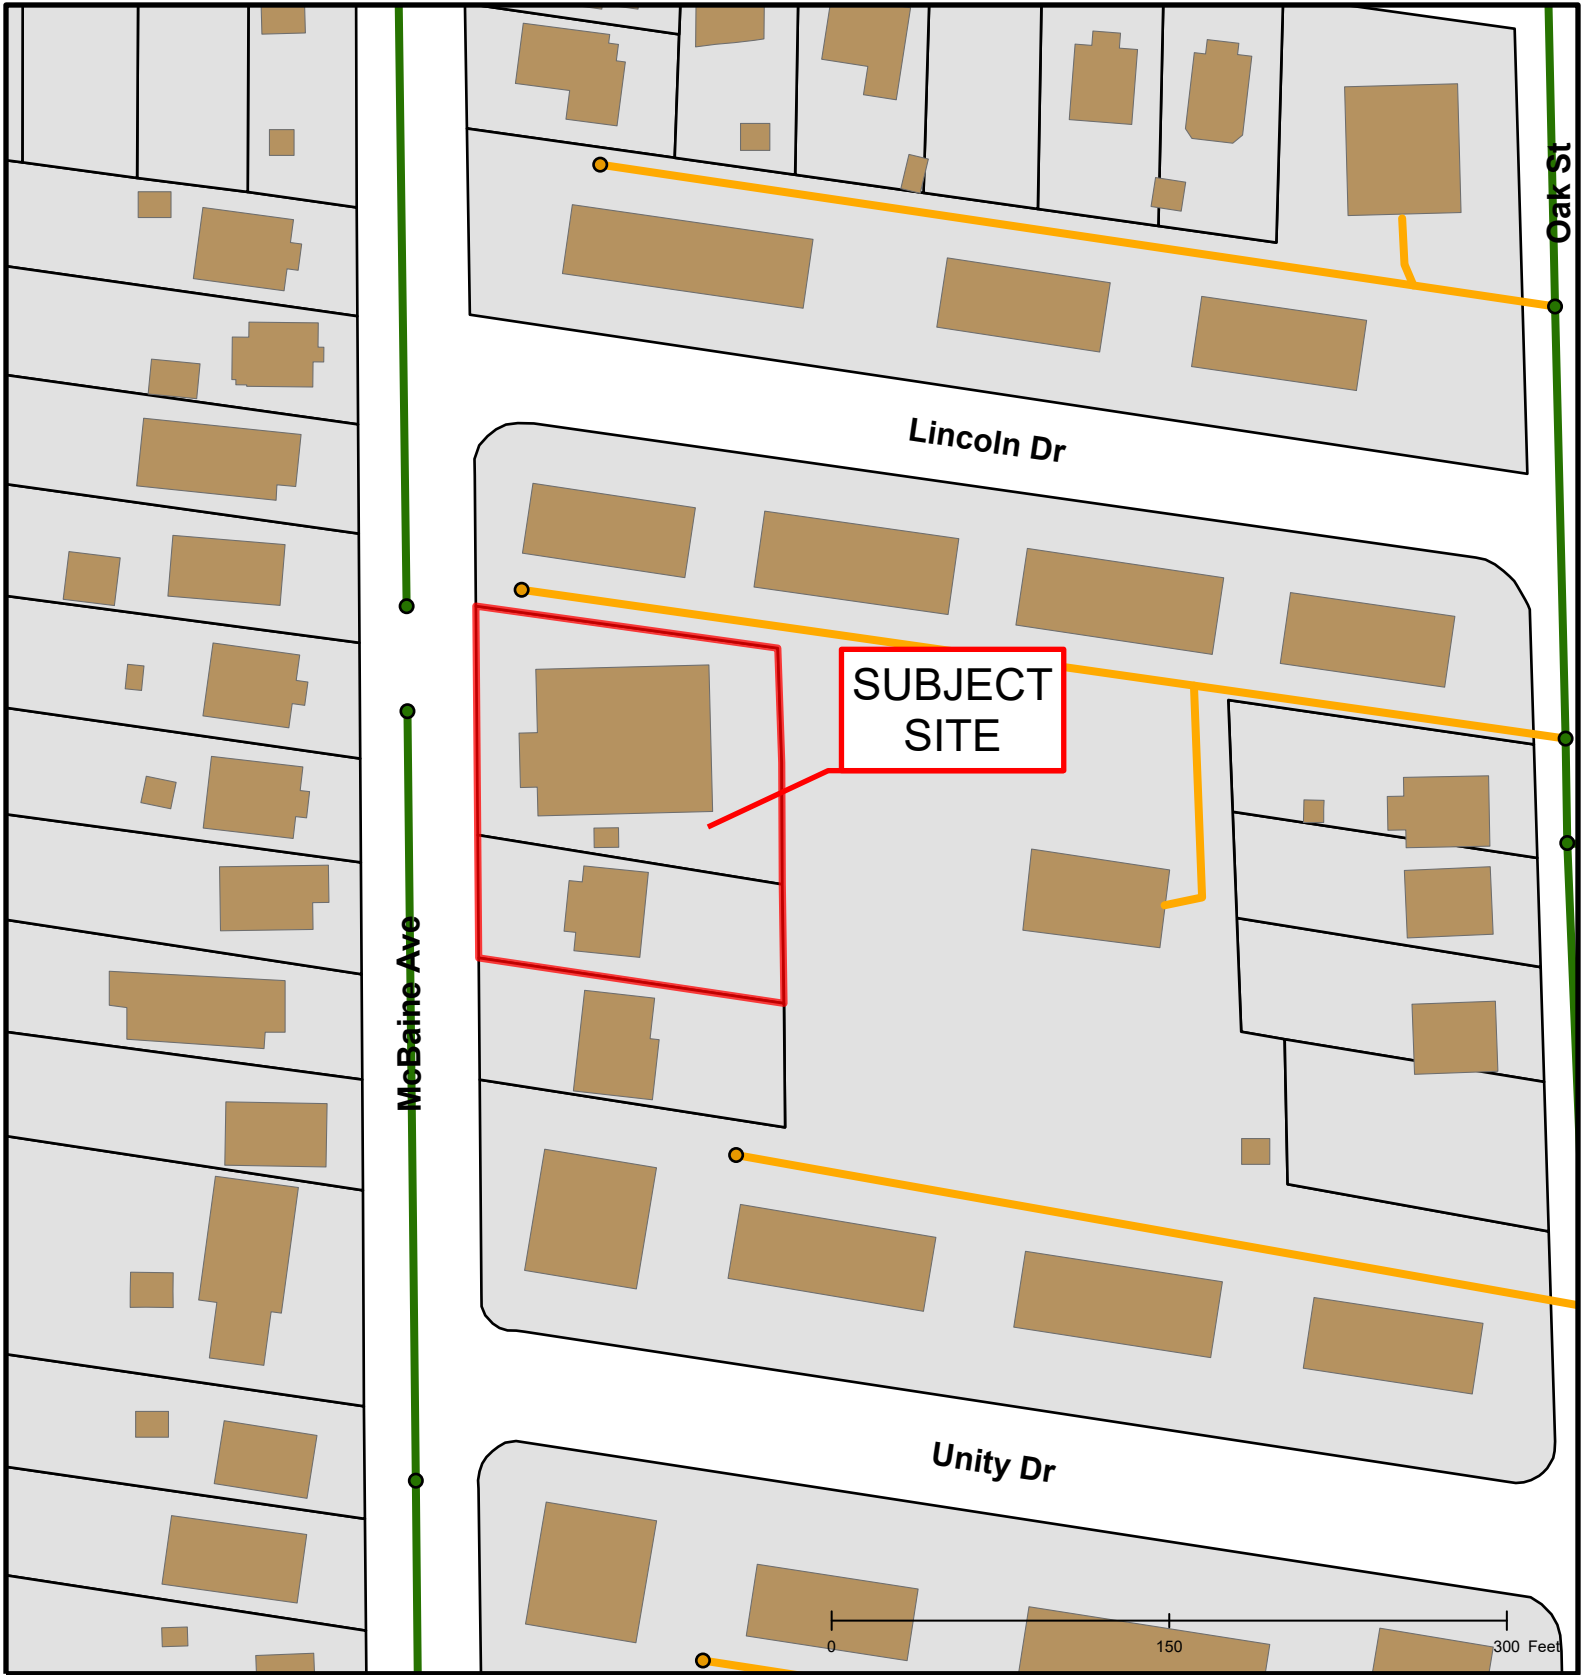 Oak St
Lincoln Dr
SUBJECT
SITE
McBaine Ave
Unity Dr
0 150 300 Feet